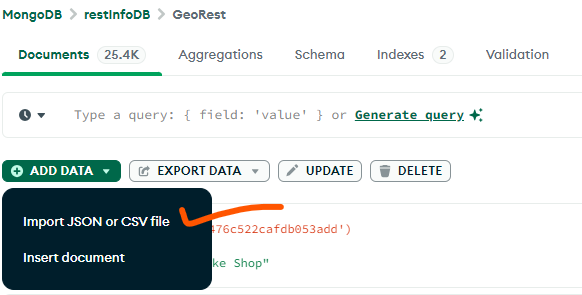 MongoDB > restInfoDB > GeoRest
Documents 25.4K Aggregations Schema Indexes 2 Validation
Type a query: { field: 'value' } or Generate query
ADD DATA EXPORT DATA UPDATE DELETE
Import JSON or CSV file
476c522cafdb053add')
Insert document
ke Shop"